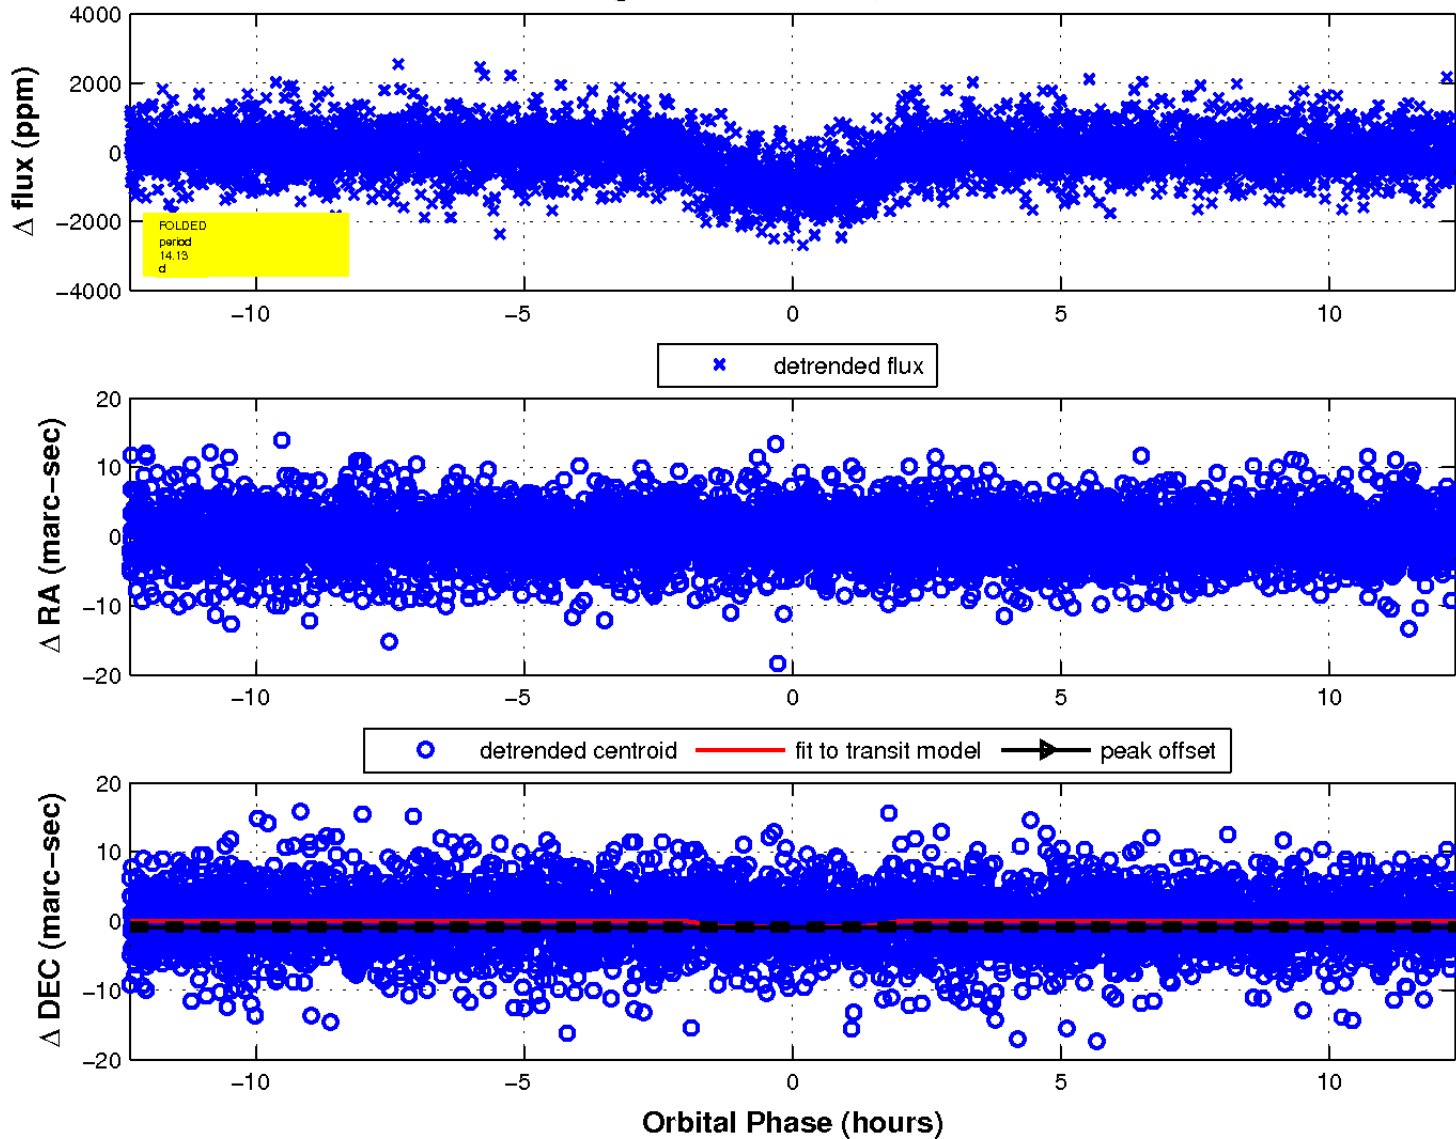 4000
2000
0
−2000
−4000
Δ flux (ppm)
FOLDED
period
14.13
d
−10 −5 0 5 10
detrended flux
20
10
0
−10
−20
Δ RA (marc−sec)
−10 −5 0 5 10
detrended centroid fit to transit model peak offset
20
10
0
−10
−20
Δ DEC (marc−sec)
−10 −5 0 5 10
Orbital Phase (hours)